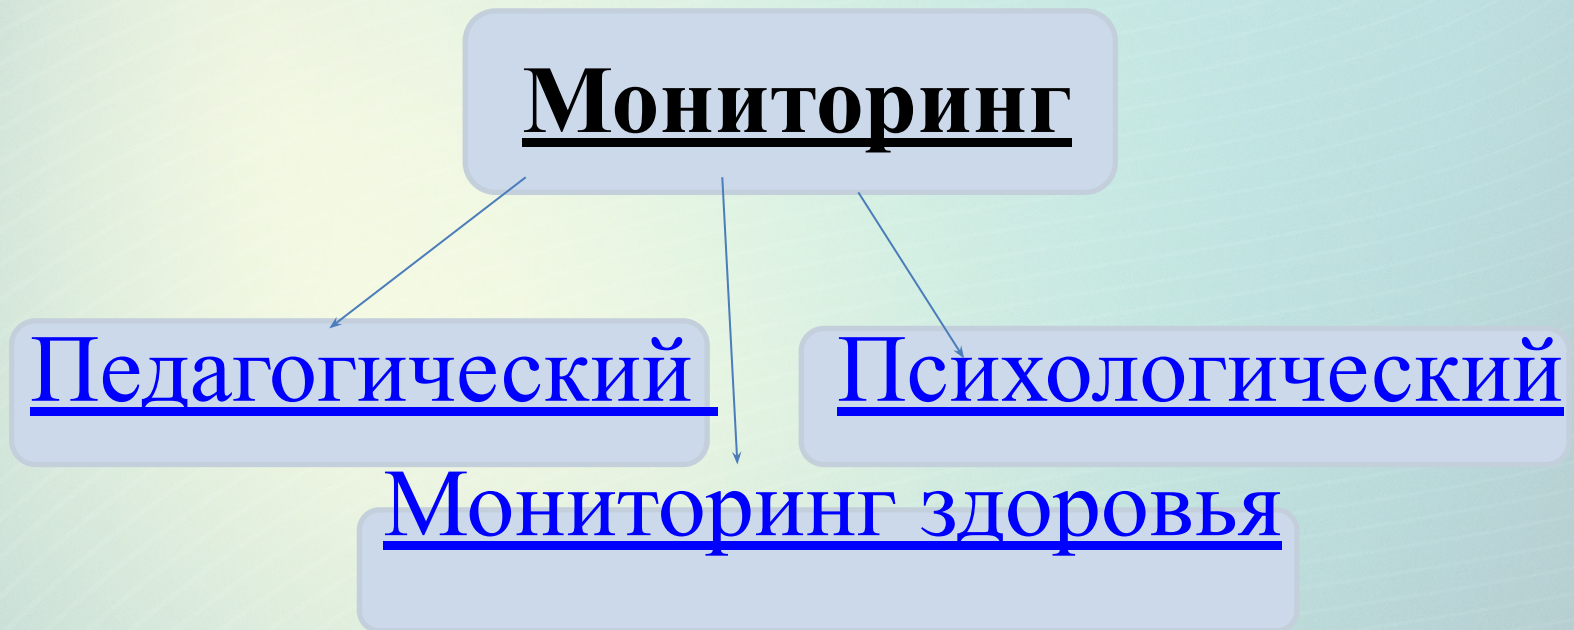 Мониторинг
Педагогический
Психологический
Мониторинг здоровья